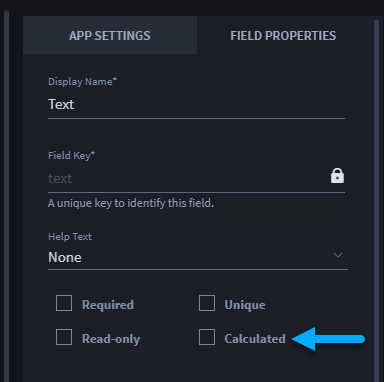 APP SETTINGS FIELD PROPERTIES
Display Name*
Text
Field Key*
text
A unique key to identify this field.
Help Text
None
Required Unique
Read-only Calculated